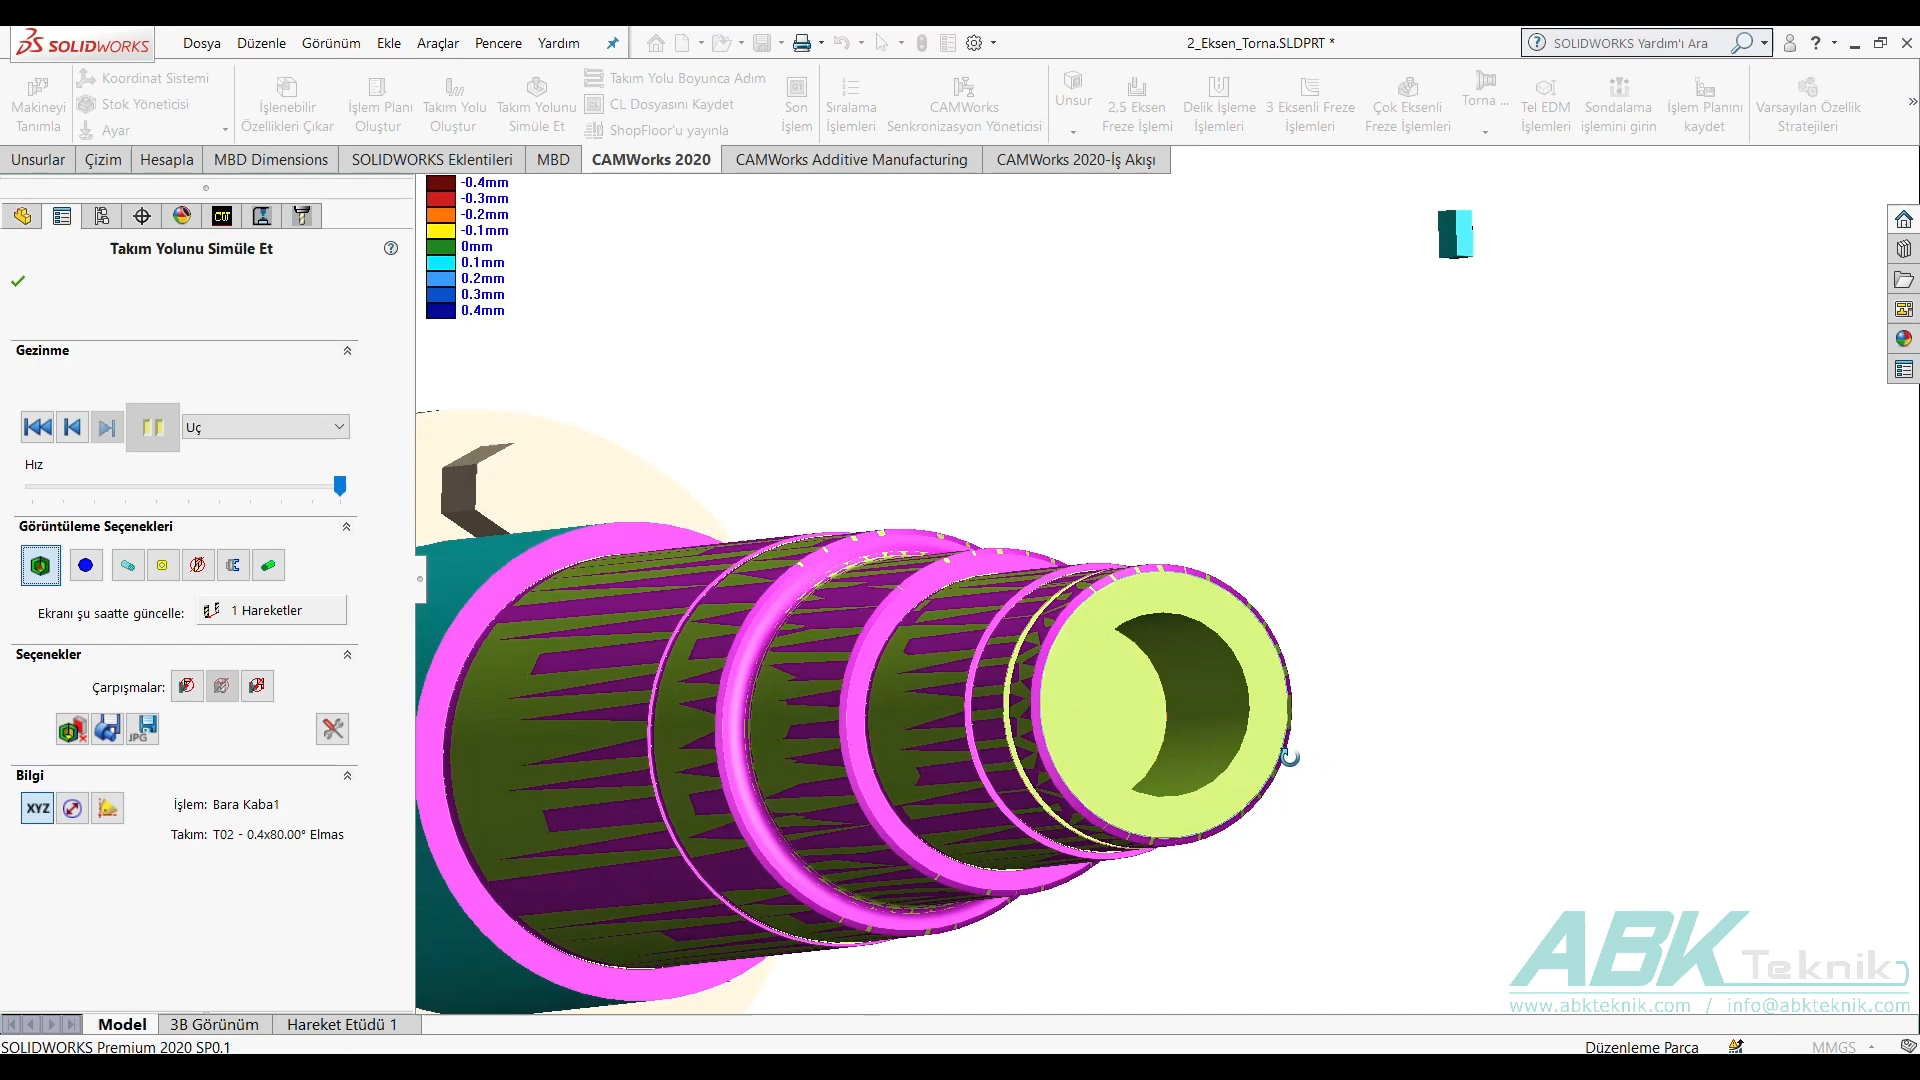 SOLIDWORKS
Dosya Düzenle Görünüm Ekle Araçlar Pencere Yardım
2_Eksen_Torna.SLDPRT *
SOLIDWORKS Yardım'ı Ara
Makineyi Tanımla
Koordinat Sistemi
Stok Yöneticisi
Ayar
İşlenebilir Özellikleri Çıkar
İşlem Planı Oluştur
Takım Yolu Oluştur
Takım Yolunu Simüle Et
Takım Yolu Boyunca Adım
CL Dosyasını Kaydet
ShopFloor'u yayınla
Son İşlem
Sıralama İşlemleri
CAMWorks Senkronizasyon Yöneticisi
Unsur
2,5 Eksen Freze İşlemi
Delik İşleme İşlemleri
3 Eksenli Freze İşlemleri
Çok Eksenli Freze İşlemleri
Torna ...
Tel EDM İşlemleri
Sondalama işlemini girin
İşlem Planını kaydet
Varsayılan Özellik Stratejileri
Unsurlar Çizim Hesapla MBD Dimensions SOLIDWORKS Eklentileri MBD CAMWorks 2020 CAMWorks Additive Manufacturing CAMWorks 2020-İş Akışı
-0.4mm
-0.3mm
-0.2mm
-0.1mm
0mm
0.1mm
0.2mm
0.3mm
0.4mm
Takım Yolunu Simüle Et
Gezinme
Uç
Hız
Görüntüleme Seçenekleri
Ekranı şu saatte güncelle: 1 Hareketler
Seçenekler
Çarpışmalar:
JPG
Bilgi
XYZ
İşlem: Bara Kaba1
Takım: T02 - 0.4x80.00° Elmas
ABK Teknik
www.abkteknik.com / info@abkteknik.com
Model 3B Görünüm Hareket Etüdü 1
SOLIDWORKS Premium 2020 SP0.1
Düzenleme Parça
MMGS